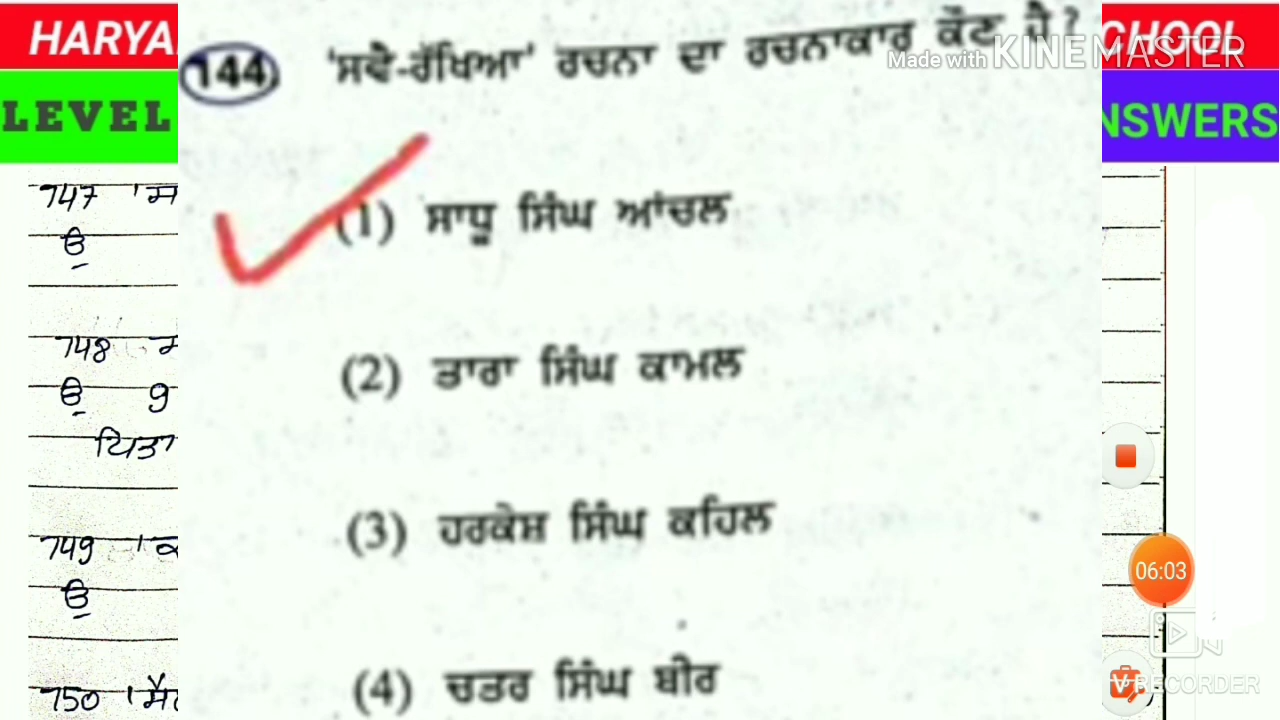 HARYA
CHOOL
Made with KINEMASTER
LEVEL
NSWERS
144 'ਸਵੈ-ਰੱਖਿਆ' ਰਚਨਾ ਦਾ ਰਚਨਾਕਾਰ ਕੌਣ ਹੈ ?
(1) ਸਾਧੂ ਸਿੰਘ ਆਂਚਲ
(2) ਤਾਰਾ ਸਿੰਘ ਕਾਮਲ
(3) ਹਰਕੇਸ਼ ਸਿੰਘ ਕਹਿਲ
(4) ਚਤਰ ਸਿੰਘ ਬੀਰ
747 'ਸ
ਉ
748
ਉ 9
ਪਿਤਾ
749 'ਕ
ਉ
750
06:03
V RECORDER